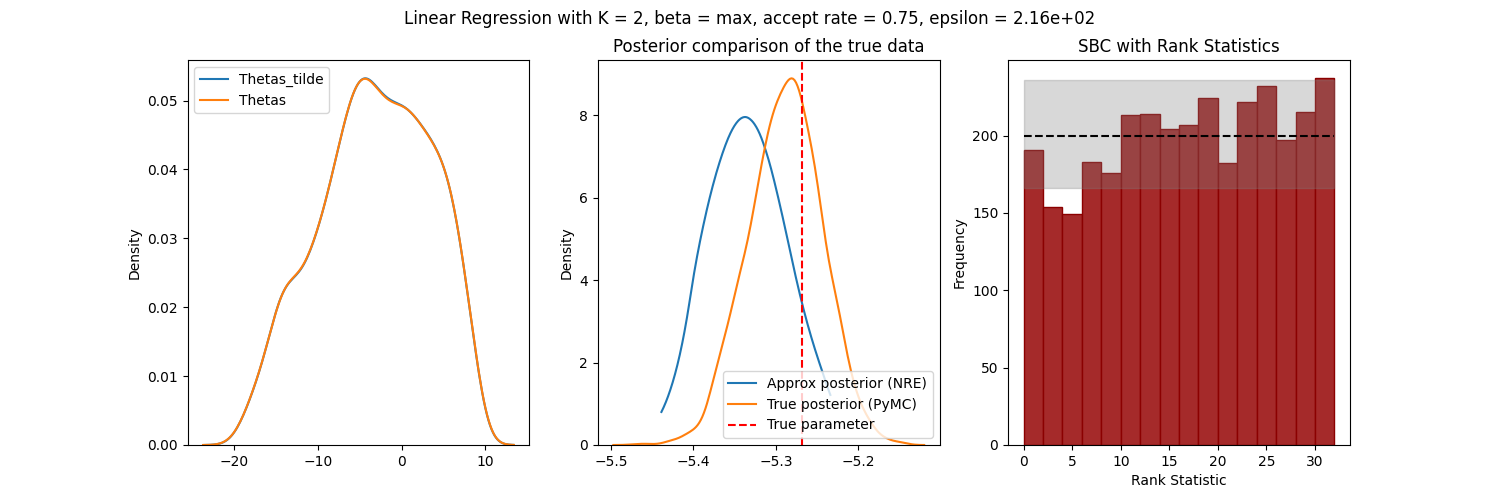 Linear Regression with K = 2, beta = max, accept rate = 0.75, epsilon = 2.16e+02
Thetas_tilde
Thetas
Density
0.05
0.04
0.03
0.02
0.01
0.00
−20
−10
0
10
Posterior comparison of the true data
Density
8
6
4
2
0
−5.5
−5.4
−5.3
−5.2
Approx posterior (NRE)
True posterior (PyMC)
True parameter
SBC with Rank Statistics
Frequency
200
150
100
50
0
0
5
10
15
20
25
30
Rank Statistic